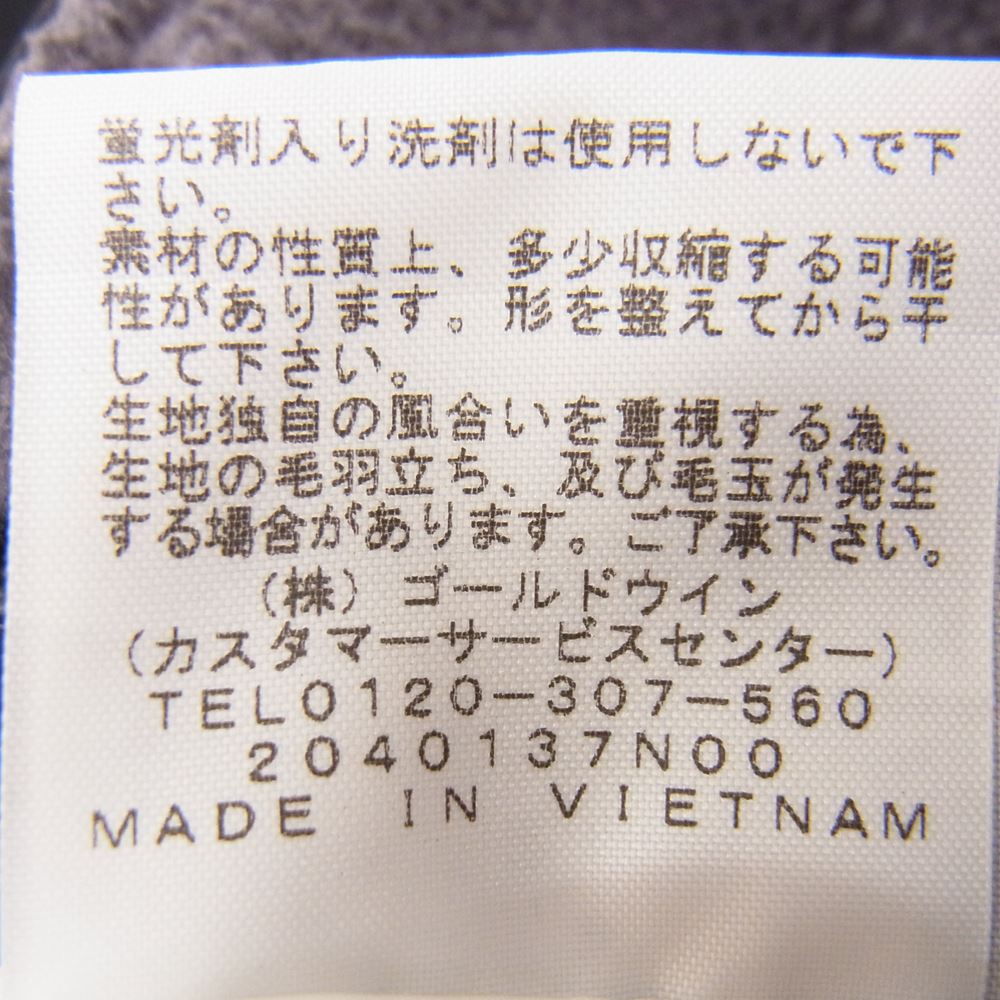 蛍光剤入り洗剤は使用しないで下
さい。
素材の性質上、多少収縮する可能
性があります。形を整えてから干
して下さい。
生地独自の風合いを重視する為、
生地の毛羽立ち、及び毛玉が発生
する場合があります。ご了承下さい。
(株)ゴールドウイン
(カスタマーサービスセンター)
TEL0120−307−560
2040137N00
MADE IN VIETNAM